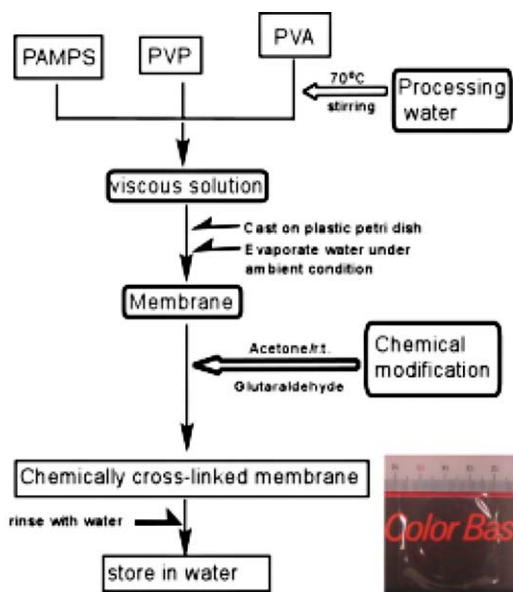 PAMPS
PVP
PVA
70°C
stirring
Processing
water
viscous solution
Cast on plastic petri dish
Evaporate water under
ambient condition
Membrane
Acetone/r.t.
Glutaraldehyde
Chemical
modification
Chemically cross-linked membrane
rinse with water
store in water
Color Bas